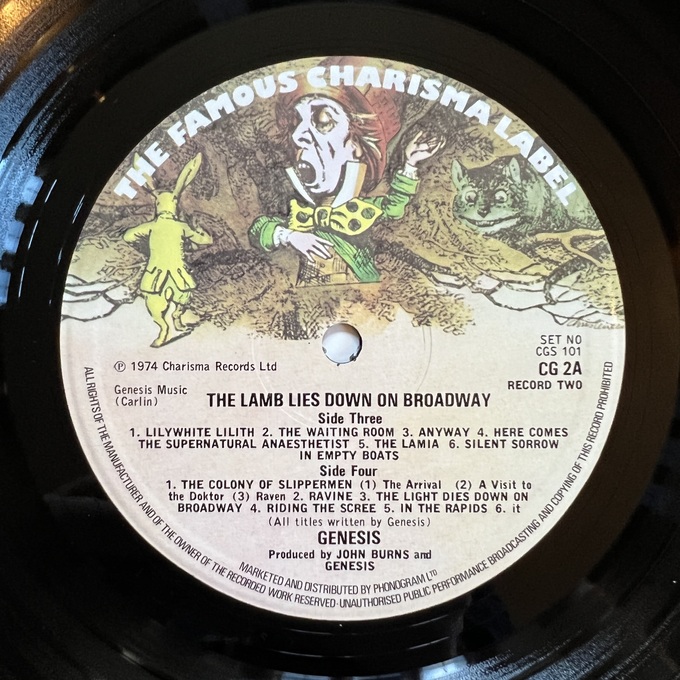 THE FAMOUS CHARISMA LABEL
SET NO
CGS 101
℗ 1974 Charisma Records Ltd
CG 2A
RECORD TWO
Genesis Music
(Carlin)
THE LAMB LIES DOWN ON BROADWAY
Side Three
1. LILYWHITE LILITH 2. THE WAITING ROOM 3. ANYWAY 4. HERE COMES
THE SUPERNATURAL ANAESTHETIST 5. THE LAMIA 6. SILENT SORROW
IN EMPTY BOATS
Side Four
1. THE COLONY OF SLIPPERMEN (1) The Arrival (2) A Visit to
the Doktor (3) Raven 2. RAVINE 3. THE LIGHT DIES DOWN ON
BROADWAY 4. RIDING THE SCREE 5. IN THE RAPIDS 6. it
(All titles written by Genesis)
GENESIS
Produced by JOHN BURNS and
GENESIS
MARKETED AND DISTRIBUTED BY PHONOGRAM LTD
ALL RIGHTS OF THE MANUFACTURER AND OF THE OWNER OF THE RECORDED WORK RESERVED · UNAUTHORISED PUBLIC PERFORMANCE BROADCASTING AND COPYING OF THIS RECORD PROHIBITED